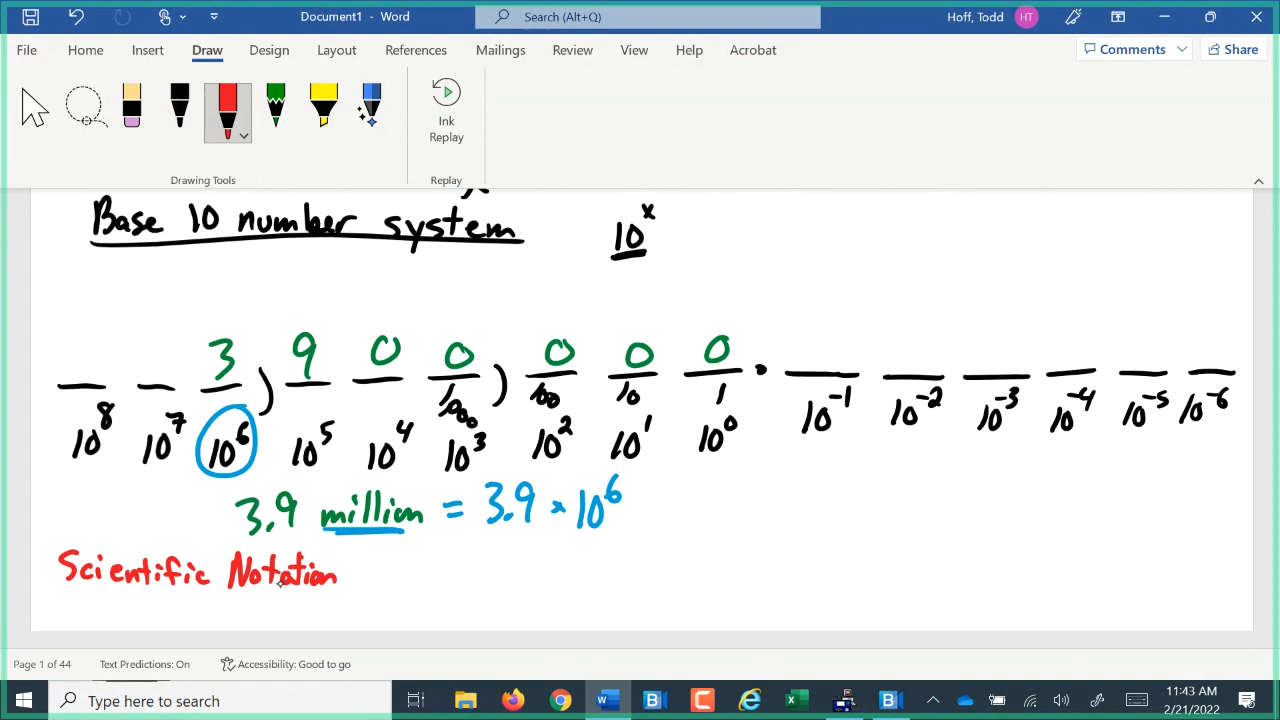 Document1 - Word
Search (Alt+Q)
Hoff, Todd
HT
File Home Insert Draw Design Layout References Mailings Review View Help Acrobat
Comments
Share
Ink
Replay
Drawing Tools
Replay
Base 10 number system
10^x
3 , 9 0 0 , 0 0 0 .
1000 100 10 1
10^8 10^7 10^6 10^5 10^4 10^3 10^2 10^1 10^0 10^-1 10^-2 10^-3 10^-4 10^-5 10^-6
3.9 million = 3.9 × 10^6
Scientific Notation
Page 1 of 44
Text Predictions: On
Accessibility: Good to go
Type here to search
11:43 AM
2/21/2022